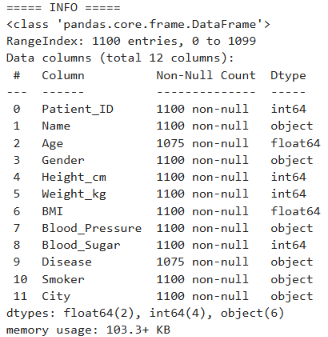 ===== INFO =====
<class 'pandas.core.frame.DataFrame'>
RangeIndex: 1100 entries, 0 to 1099
Data columns (total 12 columns):
 #   Column          Non-Null Count  Dtype
---  ------          --------------  -----
 0   Patient_ID      1100 non-null   int64
 1   Name            1100 non-null   object
 2   Age             1075 non-null   float64
 3   Gender          1100 non-null   object
 4   Height_cm       1100 non-null   int64
 5   Weight_kg       1100 non-null   int64
 6   BMI             1100 non-null   float64
 7   Blood_Pressure  1100 non-null   object
 8   Blood_Sugar     1100 non-null   int64
 9   Disease         1075 non-null   object
 10  Smoker          1100 non-null   object
 11  City            1100 non-null   object
dtypes: float64(2), int64(4), object(6)
memory usage: 103.3+ KB